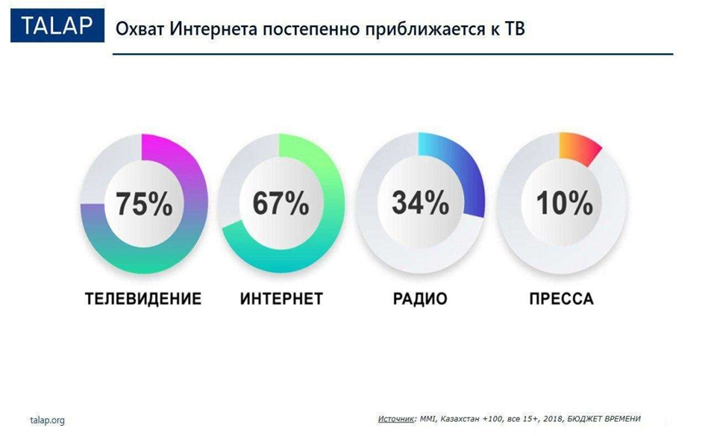 TALAP
Охват Интернета постепенно приближается к ТВ
75%
67%
34%
10%
ТЕЛЕВИДЕНИЕ
ИНТЕРНЕТ
РАДИО
ПРЕССА
talap.org
Источник: MMI, Казахстан +100, все 15+, 2018, БЮДЖЕТ ВРЕМЕНИ